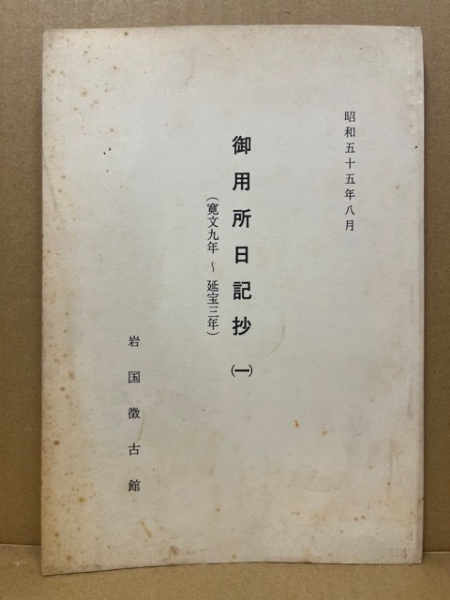 昭和五十五年八月
御用所日記抄(一)
(寛文九年～延宝三年)
岩国徴古館